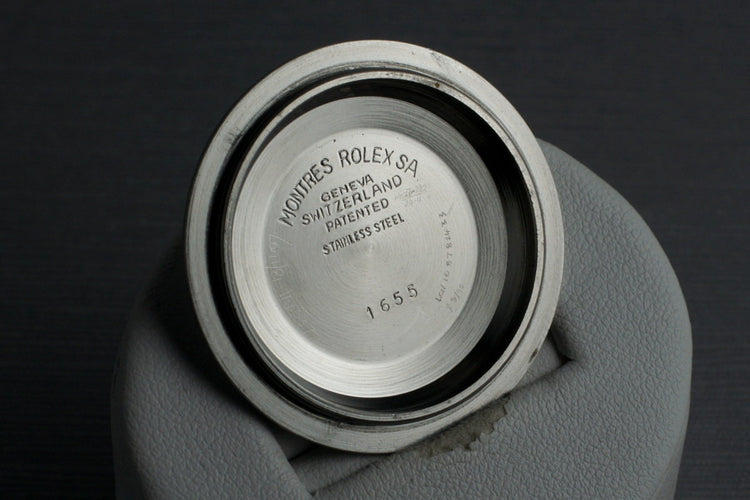 MONTRES ROLEX SA
GENEVA
SWITZERLAND
PATENTED
STAINLESS STEEL
1655